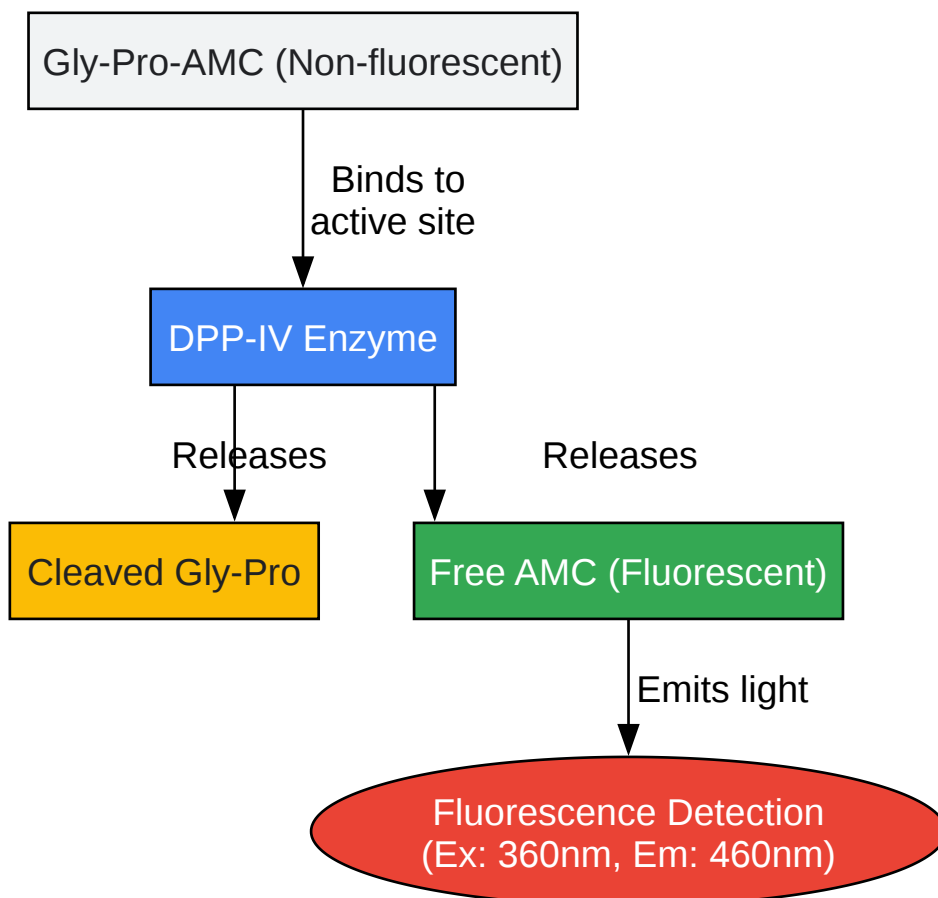 Gly-Pro-AMC (Non-fluorescent)
Binds to
active site
DPP-IV Enzyme
Releases
Releases
Cleaved Gly-Pro
Free AMC (Fluorescent)
Emits light
Fluorescence Detection
(Ex: 360nm, Em: 460nm)